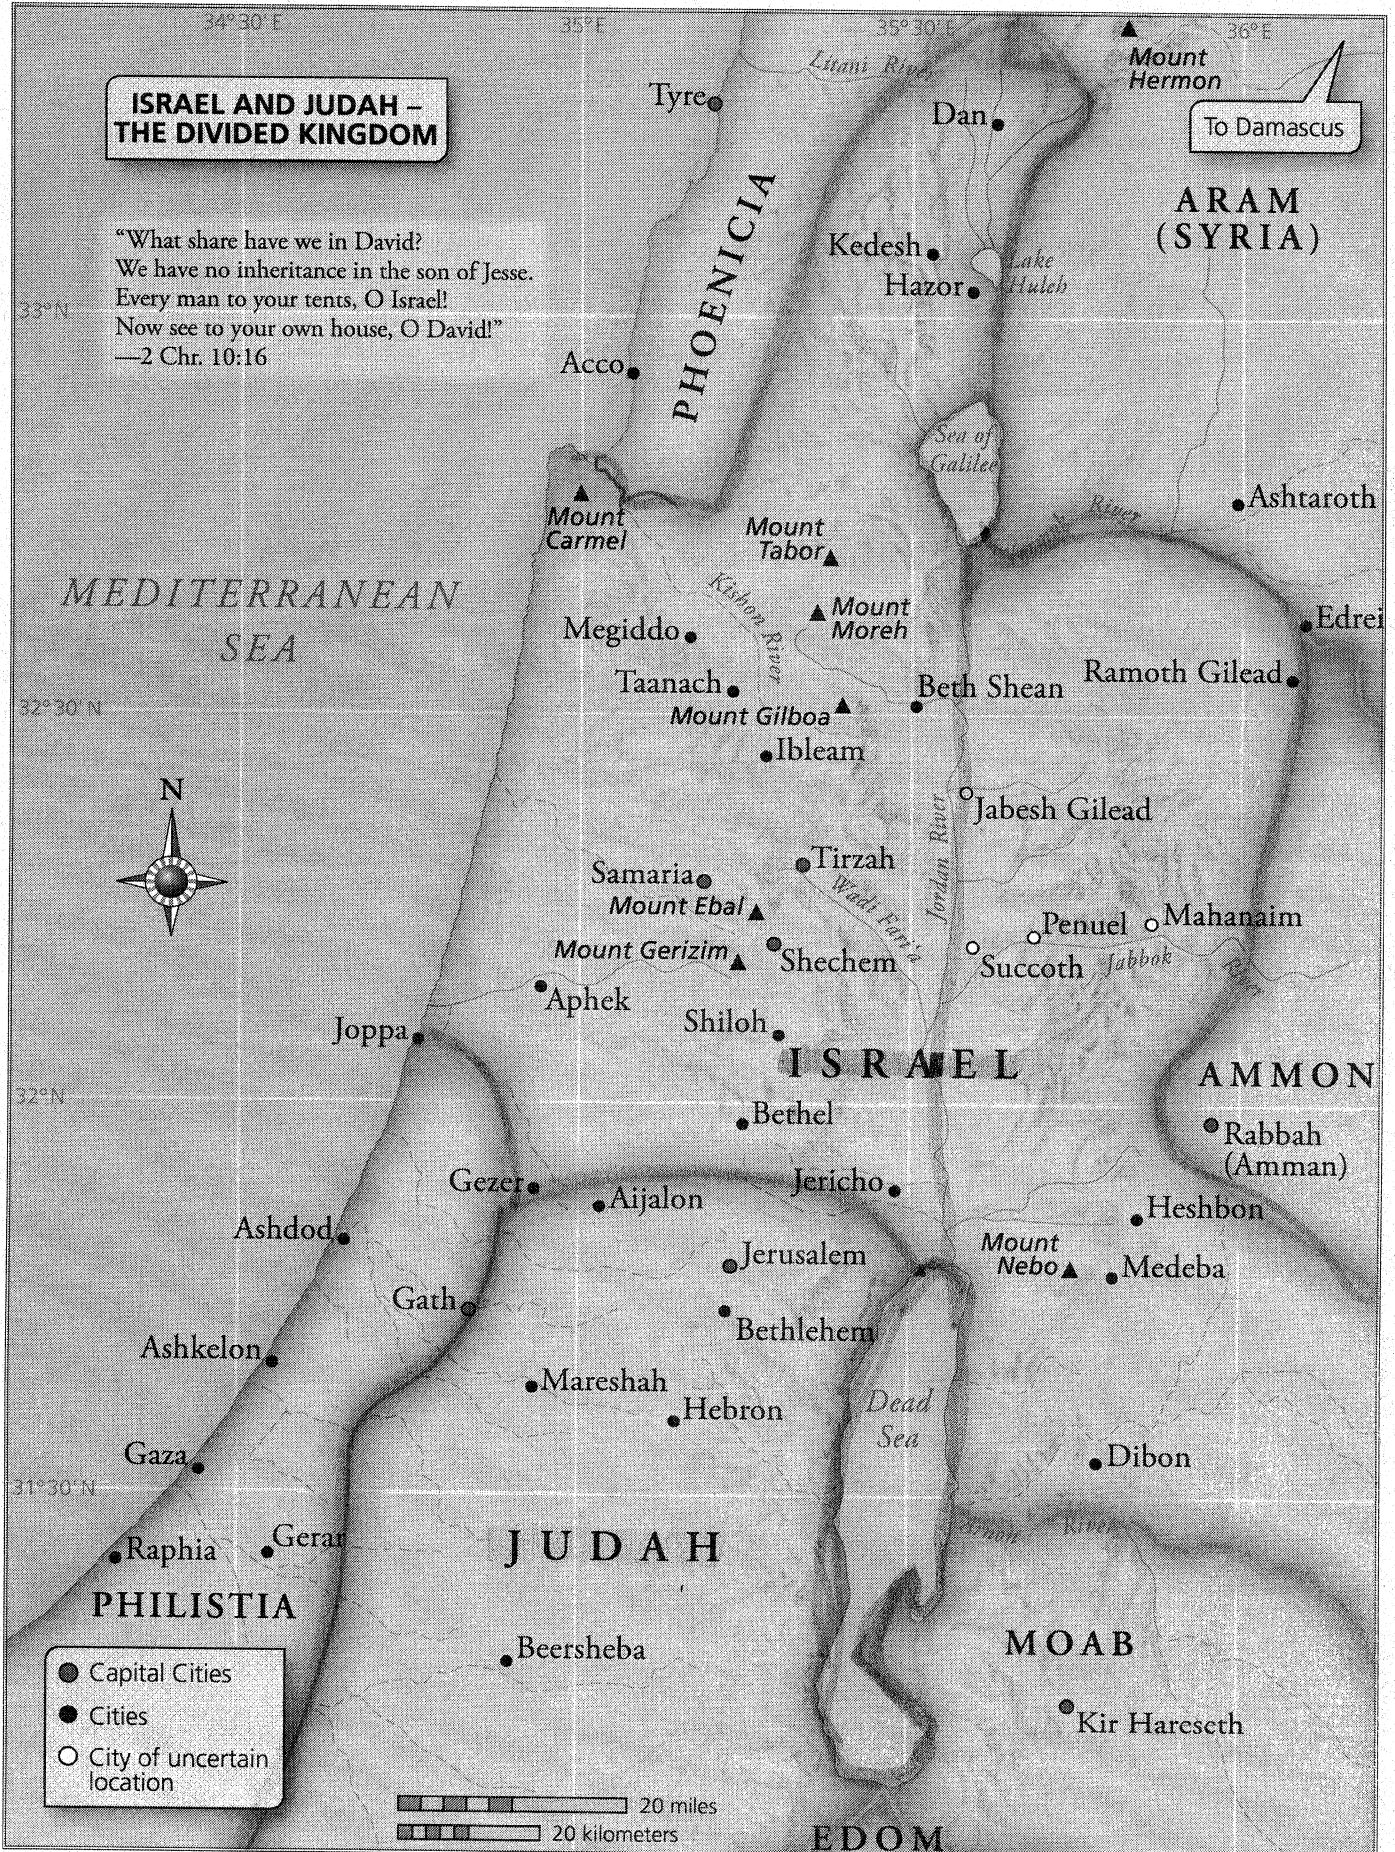 34°30' E
35°E
35°30' E
36°E
Mount
Hermon
Litani River
Tyre
Dan
To Damascus
ISRAEL AND JUDAH –
THE DIVIDED KINGDOM
ARAM
(SYRIA)
PHOENICIA
“What share have we in David?
We have no inheritance in the son of Jesse.
Every man to your tents, O Israel!
Now see to your own house, O David!”
—2 Chr. 10:16
Kedesh
Lake
Huleh
Hazor
33°N
Acco
Sea of
Galilee
Ashtaroth
River
Mount
Carmel
Mount
Tabor
MEDITERRANEAN
SEA
Kishon River
Mount
Moreh
Megiddo
Edrei
Taanach
Beth Shean
Ramoth Gilead
32°30' N
Mount Gilboa
Ibleam
N
Jabesh Gilead
Jordan River
Tirzah
Samaria
Wadi Far'a
Mount Ebal
Penuel
Mahanaim
Mount Gerizim
Shechem
Succoth
Jabbok
River
Aphek
Shiloh
Joppa
ISRAEL
AMMON
32°N
Bethel
Rabbah
(Amman)
Gezer
Jericho
Aijalon
Heshbon
Ashdod
Jerusalem
Mount
Nebo
Medeba
Gath
Bethlehem
Ashkelon
Mareshah
Hebron
Dead
Sea
Gaza
Dibon
31°30' N
River
Raphia
Gerar
JUDAH
PHILISTIA
MOAB
Beersheba
Capital Cities
Cities
City of uncertain
location
Kir Hareseth
20 miles
20 kilometers
EDOM